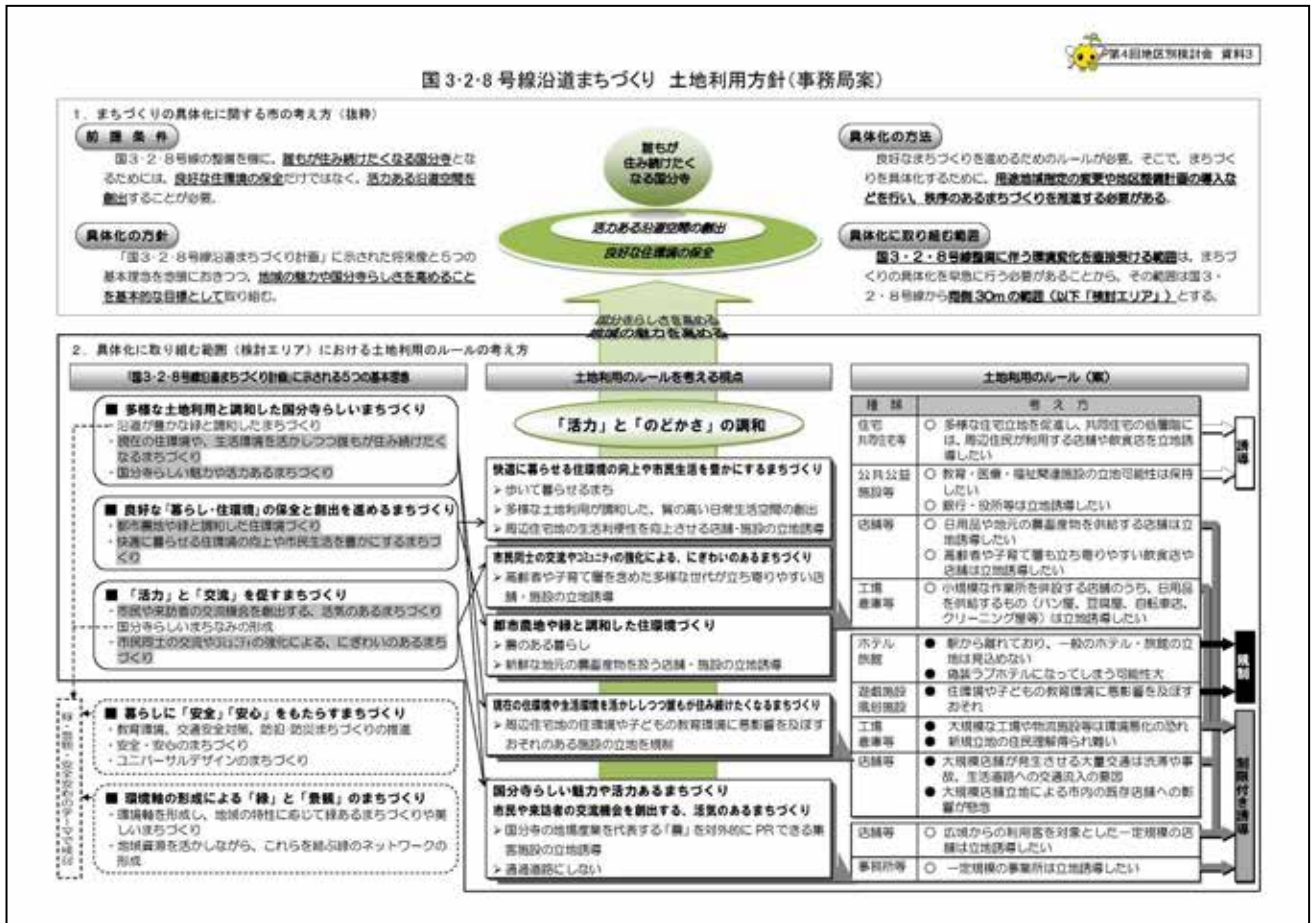 第4回地区別検討会 資料3
国3・2・8号線沿道まちづくり 土地利用方針(事務局案)
1．まちづくりの具体化に関する市の考え方（抜粋）
前提条件
国3・2・8号線の整備を機に、誰もが住み続けたくなる国分寺とな
るためには、良好な住環境の保全だけではなく、活力ある沿道空間を
創出することが必要。
具体化の方針
「国3・2・8号線沿道まちづくり計画」に示された将来像と5つの
基本理念を念頭におきつつ、地域の魅力や国分寺らしさを高めること
を基本的な目標として取り組む。
誰もが
住み続けたく
なる国分寺
活力ある沿道空間の創出
良好な住環境の保全
国分寺らしさを高める
地域の魅力を高める
具体化の方法
良好なまちづくりを進めるためのルールが必要。そこで、まちづく
りを具体化するために、用途地域指定の変更や地区整備計画の導入な
どを行い、秩序のあるまちづくりを推進する必要がある。
具体化に取り組む範囲
国3・2・8号線整備に伴う環境変化を直接受ける範囲は、まちづ
くりの具体化を早急に行う必要があることから、その範囲は国3・
2・8号線から両側30mの範囲（以下「検討エリア」）とする。
2．具体化に取り組む範囲（検討エリア）における土地利用のルールの考え方
「国3・2・8号線沿道まちづくり計画」に示される5つの基本理念
■ 多様な土地利用と調和した国分寺らしいまちづくり
・沿道が豊かな緑と調和したまちづくり
・現在の住環境や、生活環境を活かしつつ誰もが住み続けたく
なるまちづくり
・国分寺らしい魅力や活力あるまちづくり
■ 良好な「暮らし・住環境」の保全と創出を進めるまちづくり
・都市農地や緑と調和した住環境づくり
・快適に暮らせる住環境の向上や市民生活を豊かにするまちづ
くり
■ 「活力」と「交流」を促すまちづくり
・市民や来訪者の交流機会を創出する、活気のあるまちづくり
・国分寺らしいまちなみの形成
・市民同士の交流やコミュニティの強化による、にぎわいのあるまち
づくり
■ 暮らしに「安全」「安心」をもたらすまちづくり
・教育環境、交通安全対策、防犯・防災まちづくりの推進
・安全・安心のまちづくり
・ユニバーサルデザインのまちづくり
■ 環境軸の形成による「緑」と「景観」のまちづくり
・環境軸を形成し、地域の特性に応じて緑あるまちづくりや美
しいまちづくり
・地域資源を活かしながら、これらを結ぶ緑のネットワークの
形成
緑・景観・安全安心のテーマで検討
土地利用のルールを考える視点
「活力」と「のどかさ」の調和
快適に暮らせる住環境の向上や市民生活を豊かにするまちづくり
➢ 歩いて暮らせるまち
➢ 多様な土地利用が調和した、質の高い日常生活空間の創出
➢ 周辺住宅地の生活利便性を向上させる店舗・施設の立地誘導
市民同士の交流やコミュニティの強化による、にぎわいのあるまちづくり
➢ 高齢者や子育て層を含めた多様な世代が立ち寄りやすい店
舗・施設の立地誘導
都市農地や緑と調和した住環境づくり
➢ 農のある暮らし
➢ 新鮮な地元の農畜産物を扱う店舗・施設の立地誘導
現在の住環境や生活環境を活かしつつ誰もが住み続けたくなるまちづくり
➢ 周辺住宅地の住環境や子どもの教育環境に悪影響を及ぼす
おそれのある施設の立地を規制
国分寺らしい魅力や活力あるまちづくり
市民や来訪者の交流機会を創出する、活気のあるまちづくり
➢ 国分寺の地場産業を代表する「農」を対外的にPRできる集
客施設の立地誘導
➢ 通過道路にしない
土地利用のルール（案）
種類 考え方
住宅
共同住宅等
○ 多様な住宅立地を促進し、共同住宅の低層階に
は、周辺住民が利用する店舗や飲食店を立地誘
導したい
公共公益
施設等
○ 教育・医療・福祉関連施設の立地可能性は保持
したい
○ 銀行・役所等は立地誘導したい
店舗等
○ 日用品や地元の農畜産物を供給する店舗は立
地誘導したい
○ 高齢者や子育て層も立ち寄りやすい飲食店や
店舗は立地誘導したい
工場
倉庫等
○ 小規模な作業所を併設する店舗のうち、日用品
を供給するもの（パン屋、豆腐屋、自転車店、
クリーニング屋等）は立地誘導したい
ホテル
旅館
● 駅から離れており、一般のホテル・旅館の立
地は見込めない
● 偽装ラブホテルになってしまう可能性大
遊戯施設
風俗施設
● 住環境や子どもの教育環境に悪影響を及ぼす
おそれ
工場
倉庫等
● 大規模な工場や物流施設等は環境悪化の恐れ
● 新規立地の住民理解得られ難い
店舗等
● 大規模店舗が発生させる大量交通は渋滞や事
故、生活道路への交通流入の要因
● 大規模店舗立地による市内の既存店舗への影
響が懸念
店舗等
○ 広域からの利用客を対象とした一定規模の店
舗は立地誘導したい
事務所等
○ 一定規模の事業所は立地誘導したい
誘導
規制
制限付き誘導